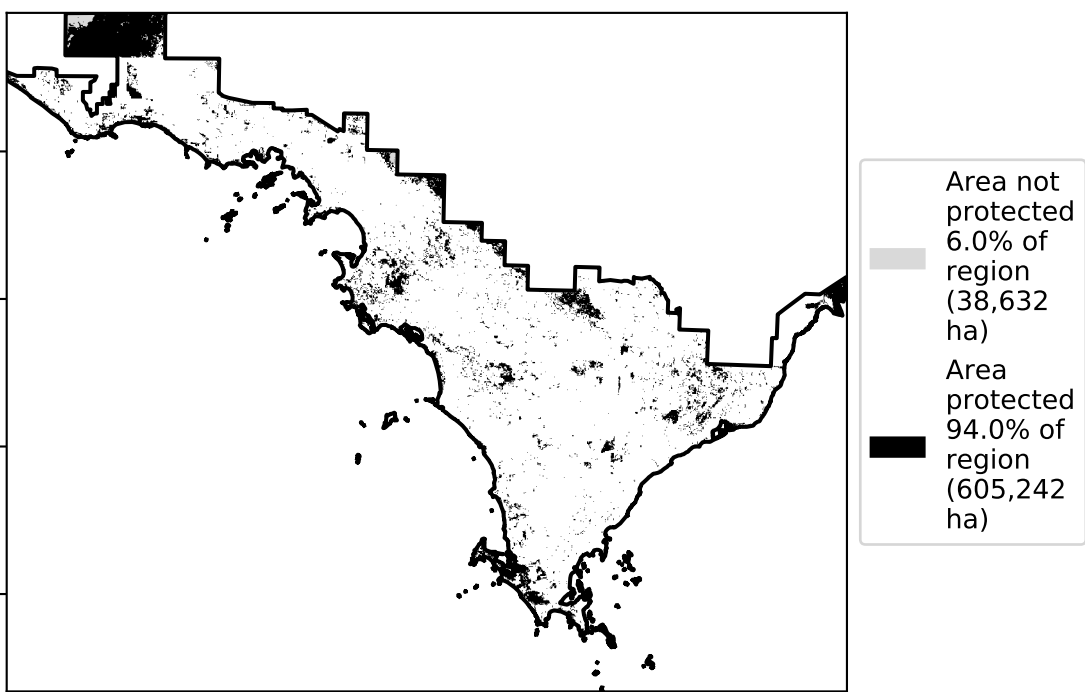 Area not
protected
6.0% of
region
(38,632
ha)
Area
protected
94.0% of
region
(605,242
ha)